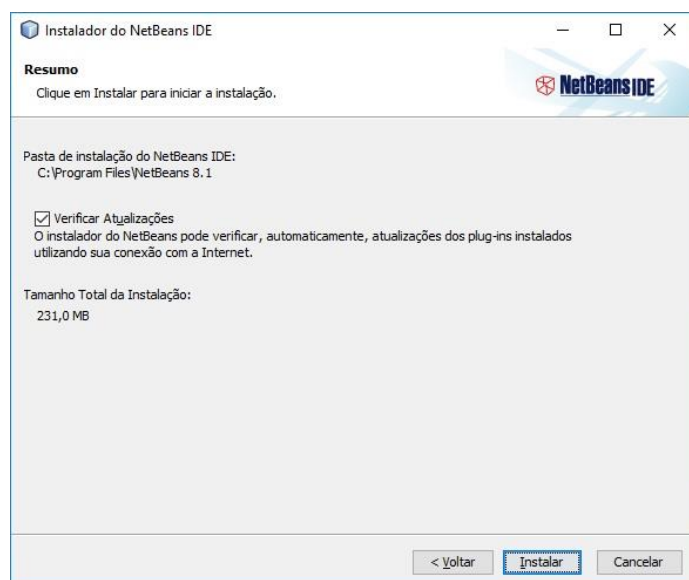 Instalador do NetBeans IDE
Resumo
Clique em Instalar para iniciar a instalação.
NetBeans IDE
Pasta de instalação do NetBeans IDE:
C:\Program Files\NetBeans 8.1
Verificar Atualizações
O instalador do NetBeans pode verificar, automaticamente, atualizações dos plug-ins instalados
utilizando sua conexão com a Internet.
Tamanho Total da Instalação:
231,0 MB
< Voltar Instalar Cancelar